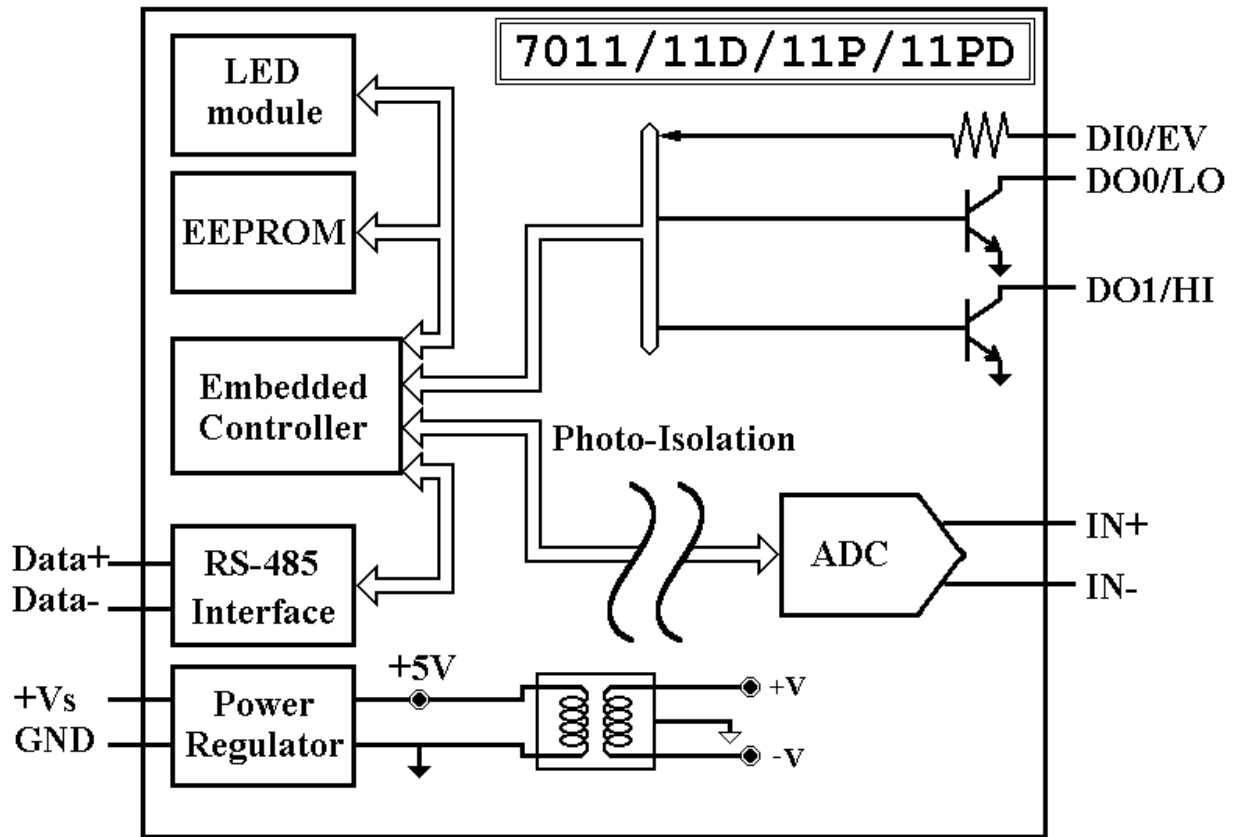 7011/11D/11P/11PD
LED
module
EEPROM
Embedded
Controller
RS-485
Interface
Power
Regulator
Data+
Data-
+Vs
GND
+5V
+V
-V
Photo-Isolation
ADC
DI0/EV
DO0/LO
DO1/HI
IN+
IN-